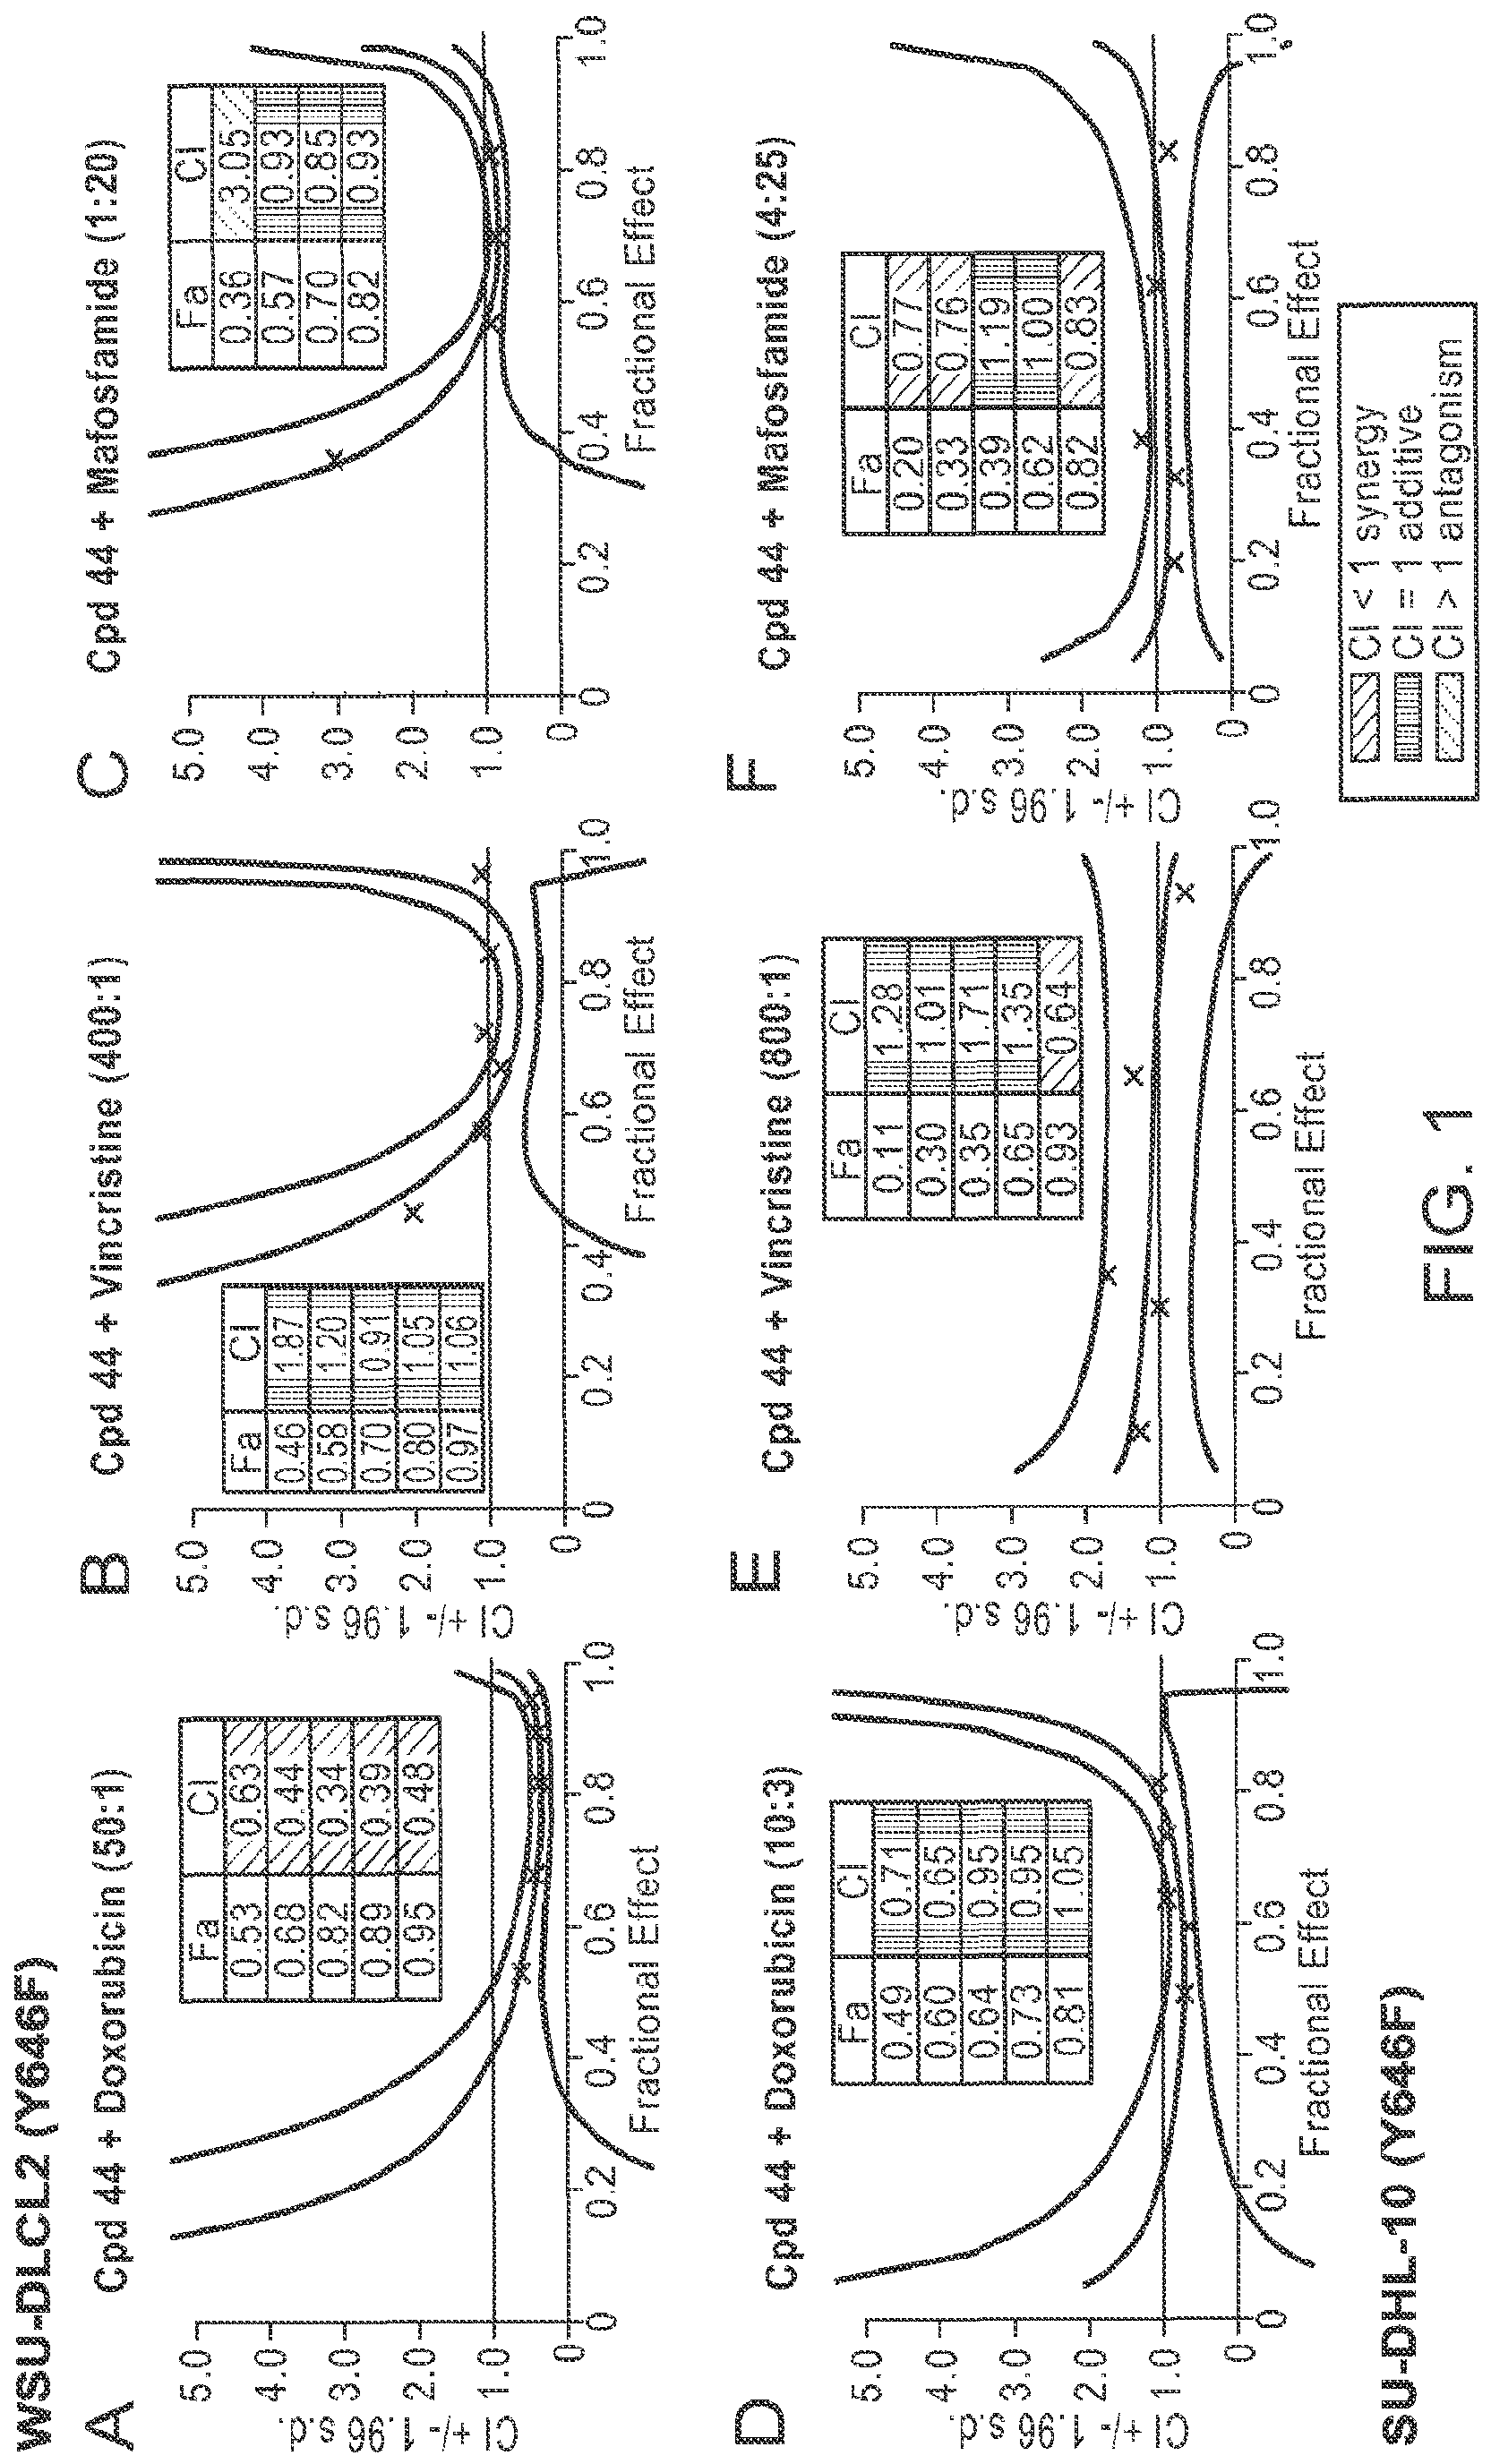 WSU-DLCL2 (Y646F)
A
Cpd 44 + Doxorubicin (50:1)
CI +/- 1.96 s.d.
5.0
4.0
3.0
2.0
1.0
0
Fa CI
0.53 0.63
0.68 0.44
0.82 0.34
0.89 0.39
0.95 0.48
0 0.2 0.4 0.6 0.8 1.0
Fractional Effect
B
Cpd 44 + Vincristine (400:1)
CI +/- 1.96 s.d.
5.0
4.0
3.0
2.0
1.0
0
Fa CI
0.46 1.87
0.58 1.20
0.70 0.91
0.80 1.05
0.97 1.06
0 0.2 0.4 0.6 0.8 1.0
Fractional Effect
C
Cpd 44 + Mafosfamide (1:20)
5.0
4.0
3.0
2.0
1.0
0
Fa CI
0.36 3.05
0.57 0.93
0.70 0.85
0.82 0.93
0 0.2 0.4 0.6 0.8 1.0
Fractional Effect
D
Cpd 44 + Doxorubicin (10:3)
CI +/- 1.96 s.d.
5.0
4.0
3.0
2.0
1.0
0
Fa CI
0.49 0.71
0.60 0.65
0.64 0.95
0.73 0.95
0.81 1.05
0 0.2 0.4 0.6 0.8 1.0
Fractional Effect
E
Cpd 44 + Vincristine (800:1)
CI +/- 1.96 s.d.
5.0
4.0
3.0
2.0
1.0
0
Fa CI
0.11 1.28
0.30 1.01
0.35 1.71
0.65 1.35
0.93 0.64
0 0.2 0.4 0.6 0.8 1.0
Fractional Effect
F
Cpd 44 + Mafosfamide (4:25)
CI +/- 1.96 s.d.
5.0
4.0
3.0
2.0
1.0
0
Fa CI
0.20 0.77
0.33 0.76
0.39 1.19
0.62 1.00
0.82 0.83
0 0.2 0.4 0.6 0.8 1.0
Fractional Effect
SU-DHL-10 (Y646F)
CI < 1 synergy
CI = 1 additive
CI > 1 antagonism
FIG. 1